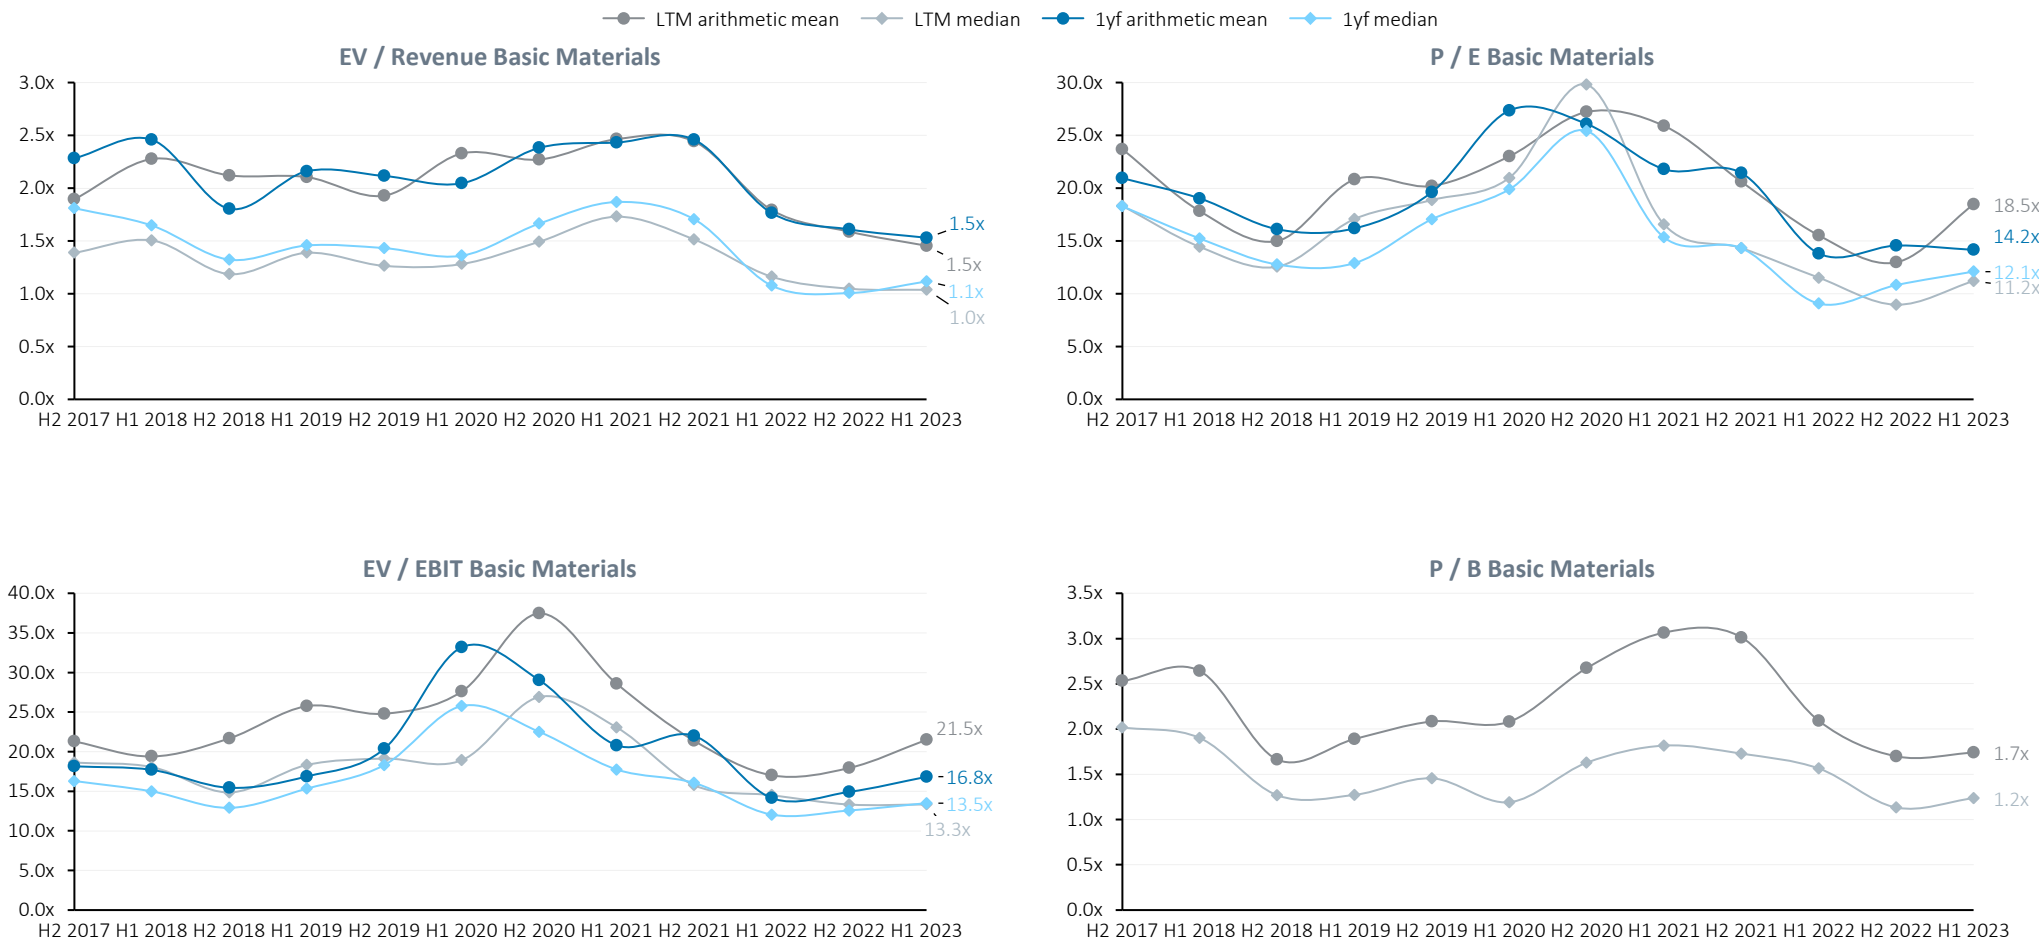 LTM arithmetic mean LTM median 1yf arithmetic mean 1yf median
EV / Revenue Basic Materials
3.0x
2.5x
2.0x
1.5x
1.0x
0.5x
0.0x
1.5x
1.5x
1.1x
1.0x
H2 2017 H1 2018 H2 2018 H1 2019 H2 2019 H1 2020 H2 2020 H1 2021 H2 2021 H1 2022 H2 2022 H1 2023
P / E Basic Materials
30.0x
25.0x
20.0x
15.0x
10.0x
5.0x
0.0x
18.5x
14.2x
12.1x
11.2x
H2 2017 H1 2018 H2 2018 H1 2019 H2 2019 H1 2020 H2 2020 H1 2021 H2 2021 H1 2022 H2 2022 H1 2023
EV / EBIT Basic Materials
40.0x
35.0x
30.0x
25.0x
20.0x
15.0x
10.0x
5.0x
0.0x
21.5x
16.8x
13.5x
13.3x
H2 2017 H1 2018 H2 2018 H1 2019 H2 2019 H1 2020 H2 2020 H1 2021 H2 2021 H1 2022 H2 2022 H1 2023
P / B Basic Materials
3.5x
3.0x
2.5x
2.0x
1.5x
1.0x
0.5x
0.0x
1.7x
1.2x
H2 2017 H1 2018 H2 2018 H1 2019 H2 2019 H1 2020 H2 2020 H1 2021 H2 2021 H1 2022 H2 2022 H1 2023